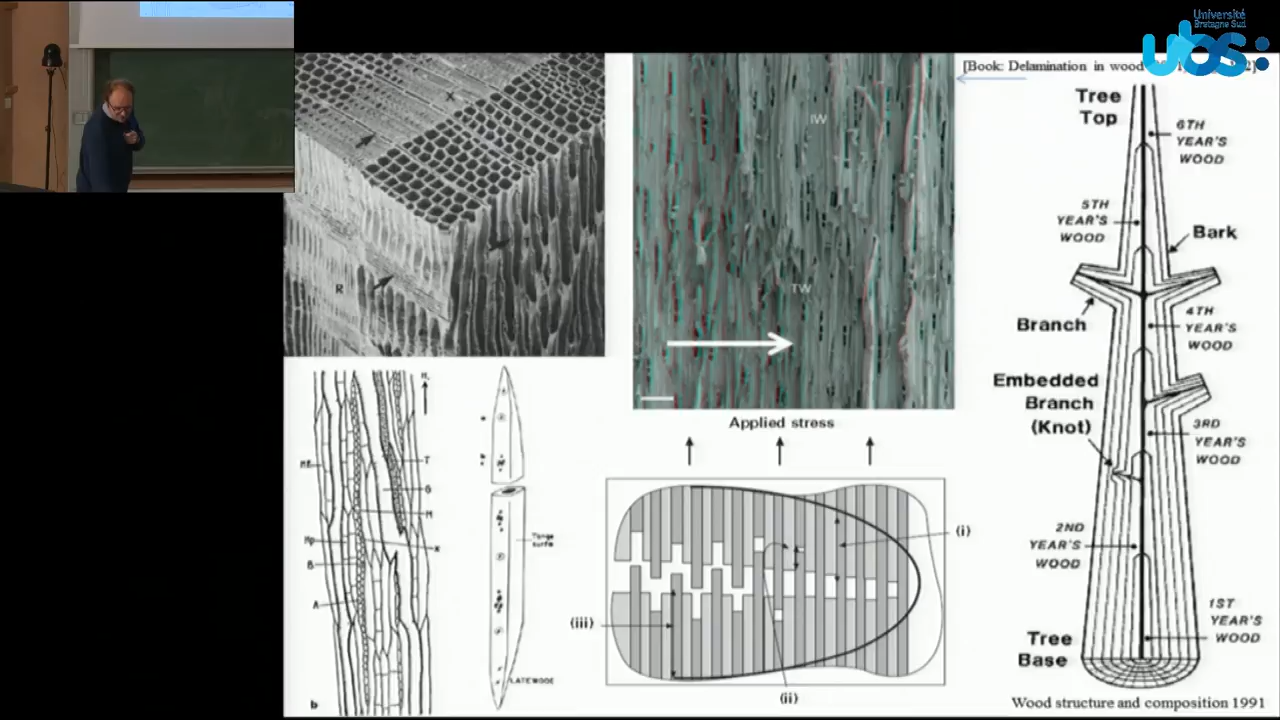 Université
Bretagne Sud
ubs:
[Book: Delamination in wood
Tree
Top
6TH
YEAR'S
WOOD
5TH
YEAR'S
WOOD
Bark
Branch
4TH
YEAR'S
WOOD
Embedded
Branch
(Knot)
3RD
YEAR'S
WOOD
2ND
YEAR'S
WOOD
1ST
YEAR'S
WOOD
Tree
Base
Wood structure and composition 1991
X
R
IW
TW
Applied stress
(i)
(ii)
(iii)
T
G
M
X
B
A
b
LATEWOOD